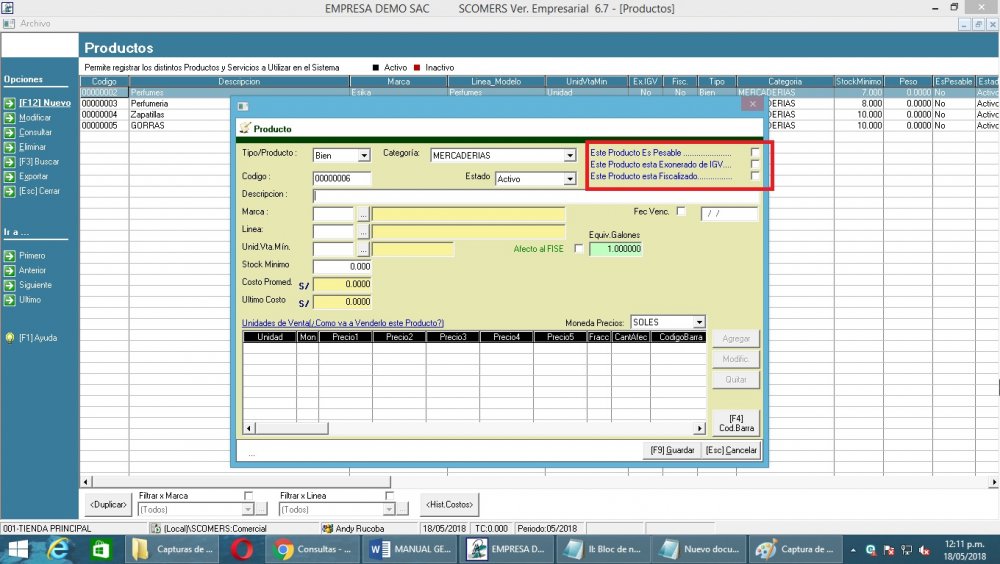 EMPRESA DEMO SAC SCOMERS Ver. Empresarial 6.7 - [Productos]
Archivo
Productos
Permite registrar los distintos Productos y Servicios a Utilizar en el Sistema Activo Inactivo
Opciones
[F12] Nuevo
Modificar
Consultar
Eliminar
[F3] Buscar
Exportar
[Esc] Cerrar
Ir a ...
Primero
Anterior
Siguiente
Ultimo
[F1] Ayuda
Codigo Descripcion Marca Linea_Modelo UnidVtaMin Ex.IGV Fisc. Tipo Categoria StockMinimo Peso EsPesable Estad
00000002 Perfumes Esika Perfumes Unidad No No Bien MERCADERIAS 7.000 0.0000 No Activo
00000003 Perfumeria DERIAS 8.000 0.0000 No Activo
00000004 Zapatillas DERIAS 10.000 0.0000 No Activo
00000005 GORRAS DERIAS 10.000 0.0000 No Activo
Producto
Tipo/Producto : Bien Categoría: MERCADERIAS
Este Producto Es Pesable ......................
Este Producto esta Exonerado de IGV....
Este Producto esta Fiscalizado...............
Codigo : 00000006 Estado Activo
Descripcion :
Marca : ... Fec Venc. / /
Linea: ...
Equiv.Galones
Unid.Vta.Mín. ... Afecto al FISE 1.000000
Stock Minimo 0.000
Costo Promed. S/ 0.0000
Ultimo Costo S/ 0.0000
Unidades de Venta(¿Como va a Venderlo este Producto?) Moneda Precios: SOLES
Unidad Mon Precio1 Precio2 Precio3 Precio4 Precio5 Fracc CantAfec CodigoBarra
Agregar
Modific.
Quitar
[F4]
Cod.Barra
... [F9] Guardar [Esc] Cancelar
<Duplicar> Filtrar x Marca Filtrar x Linea <Hist.Costos>
(Todos) ... (Todos) ...
001-TIENDA PRINCIPAL (Local)\SCOMERS:Comercial Andy Rucoba 18/05/2018 TC:0.000 Periodo:05/2018
Capturas de ... Consultas - ... MANUAL GE... EMPRESA D... II: Bloc de n... Nuevo docu... Captura de ...
12:11 p.m.
18/05/2018